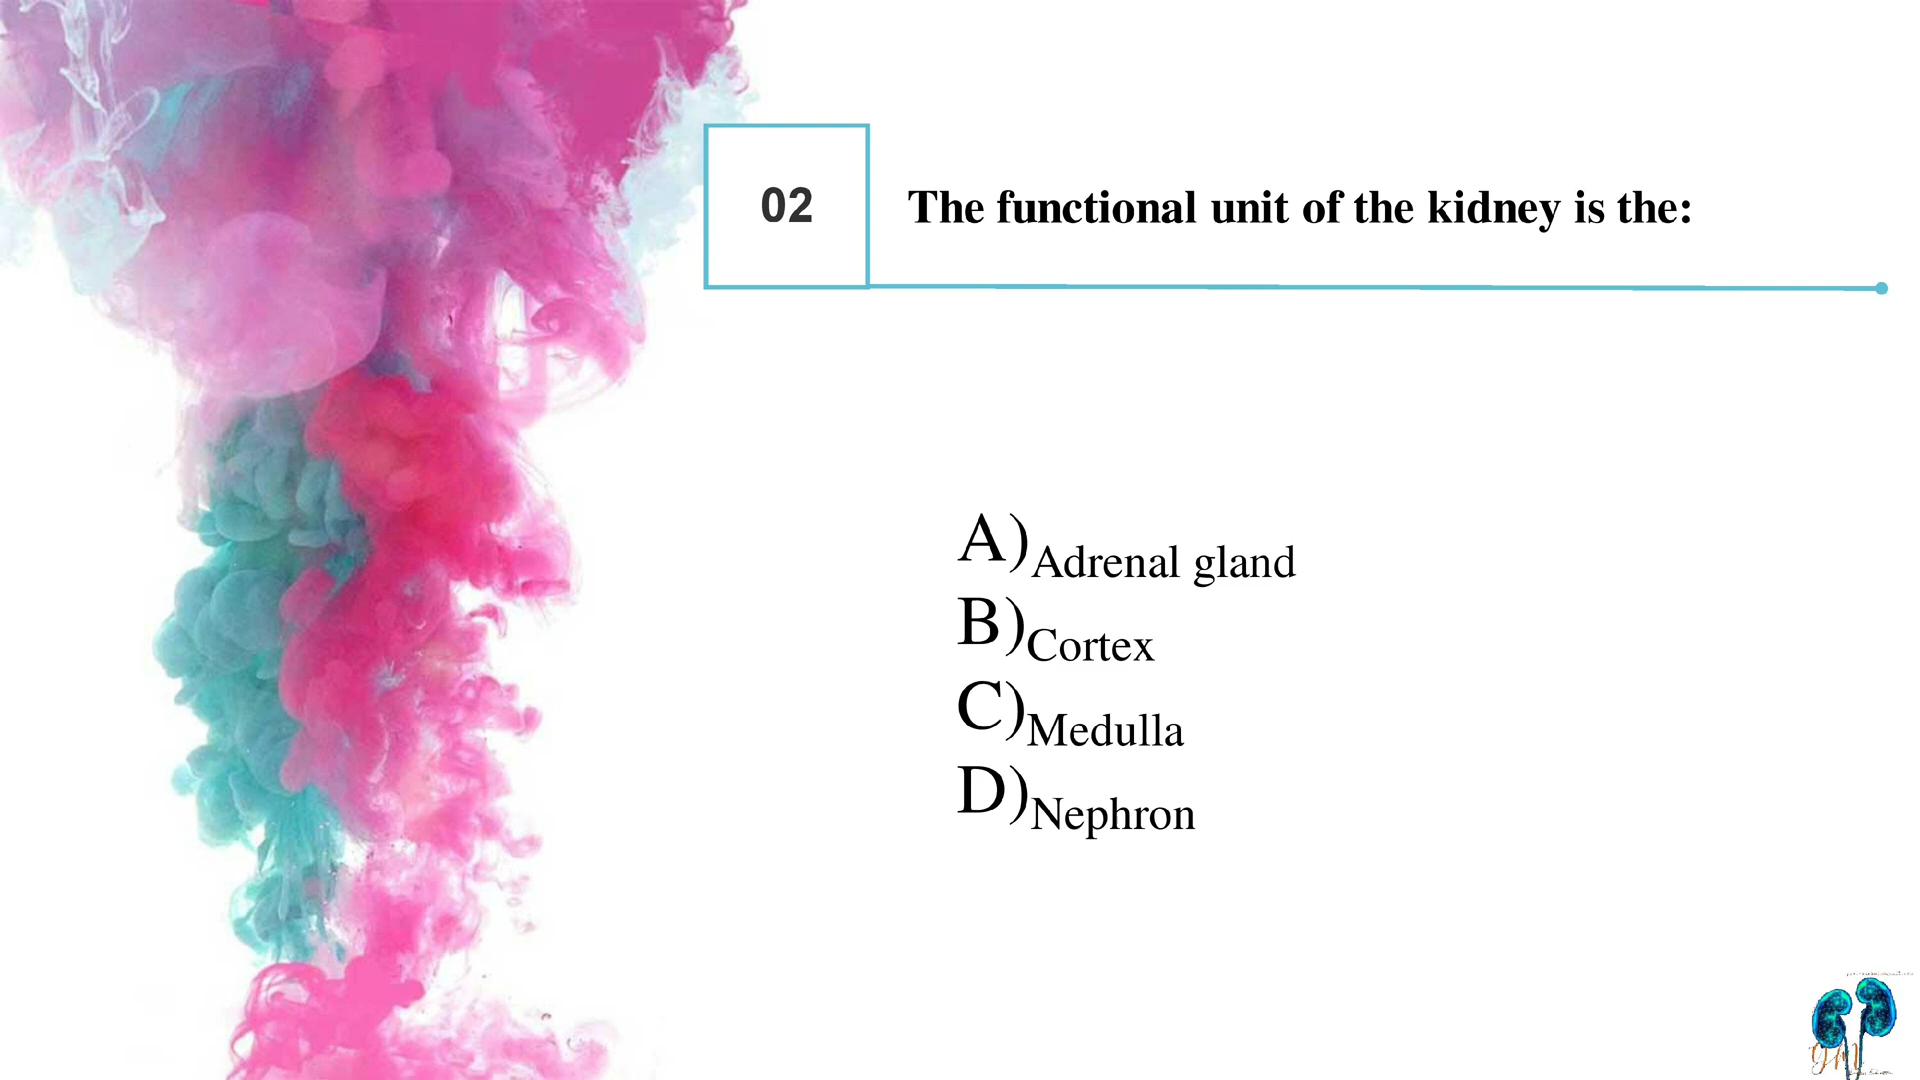 02
The functional unit of the kidney is the:
A)Adrenal gland
B)Cortex
C)Medulla
D)Nephron